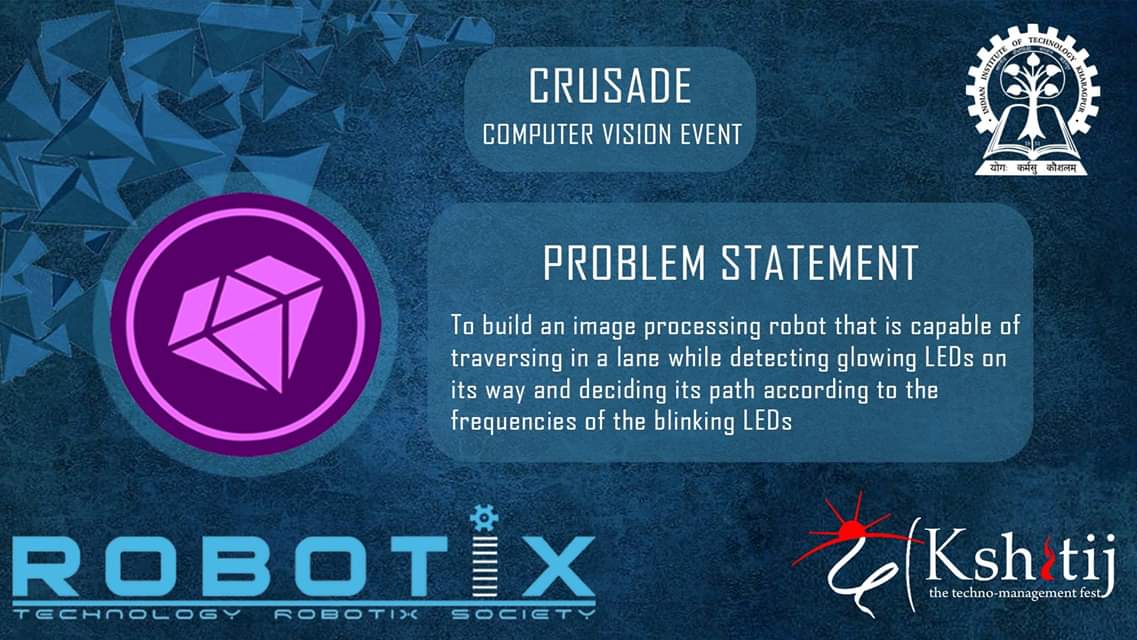 CRUSADE
COMPUTER VISION EVENT
INDIAN INSTITUTE OF TECHNOLOGY KHARAGPUR
योगः कर्मसु कौशलम्
PROBLEM STATEMENT
To build an image processing robot that is capable of
traversing in a lane while detecting glowing LEDs on
its way and deciding its path according to the
frequencies of the blinking LEDs
ROBOTiX
TECHNOLOGY ROBOTIX SOCIETY
Kshitij
the techno-management fest